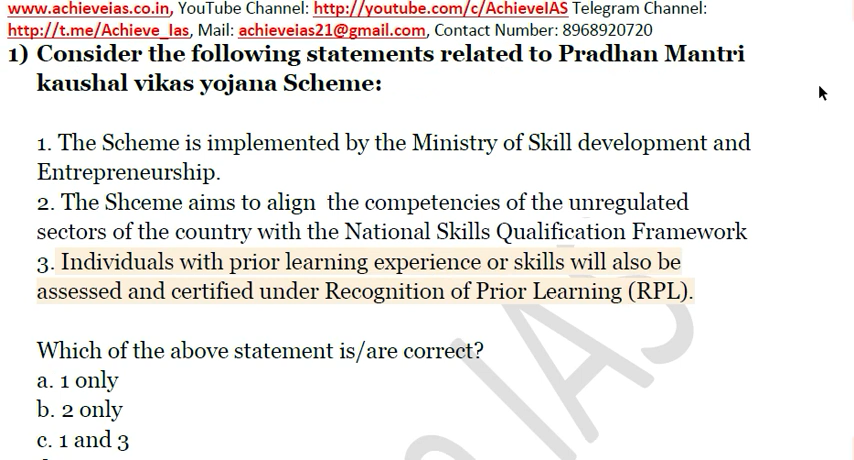 www.achieveias.co.in, YouTube Channel: http://youtube.com/c/AchieveIAS Telegram Channel:
http://t.me/Achieve_Ias, Mail: achieveias21@gmail.com, Contact Number: 8968920720
1) Consider the following statements related to Pradhan Mantri
kaushal vikas yojana Scheme:
1. The Scheme is implemented by the Ministry of Skill development and
Entrepreneurship.
2. The Shceme aims to align the competencies of the unregulated
sectors of the country with the National Skills Qualification Framework
3. Individuals with prior learning experience or skills will also be
assessed and certified under Recognition of Prior Learning (RPL).
Which of the above statement is/are correct?
a. 1 only
b. 2 only
c. 1 and 3
IAS